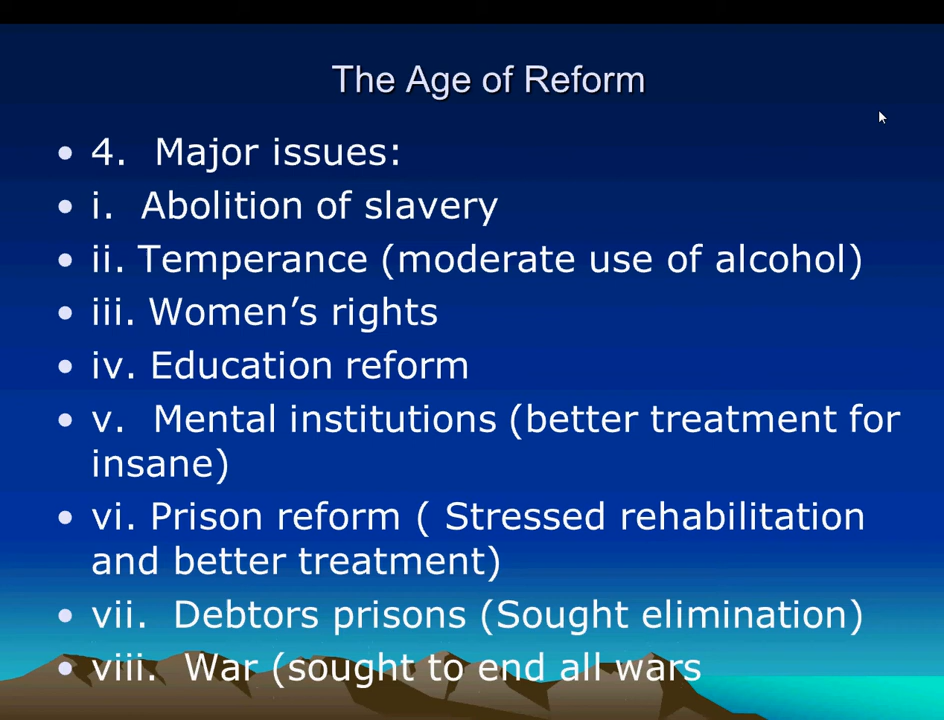 The Age of Reform
• 4. Major issues:
• i. Abolition of slavery
• ii. Temperance (moderate use of alcohol)
• iii. Women’s rights
• iv. Education reform
• v. Mental institutions (better treatment for
insane)
• vi. Prison reform ( Stressed rehabilitation
and better treatment)
• vii. Debtors prisons (Sought elimination)
• viii. War (sought to end all wars